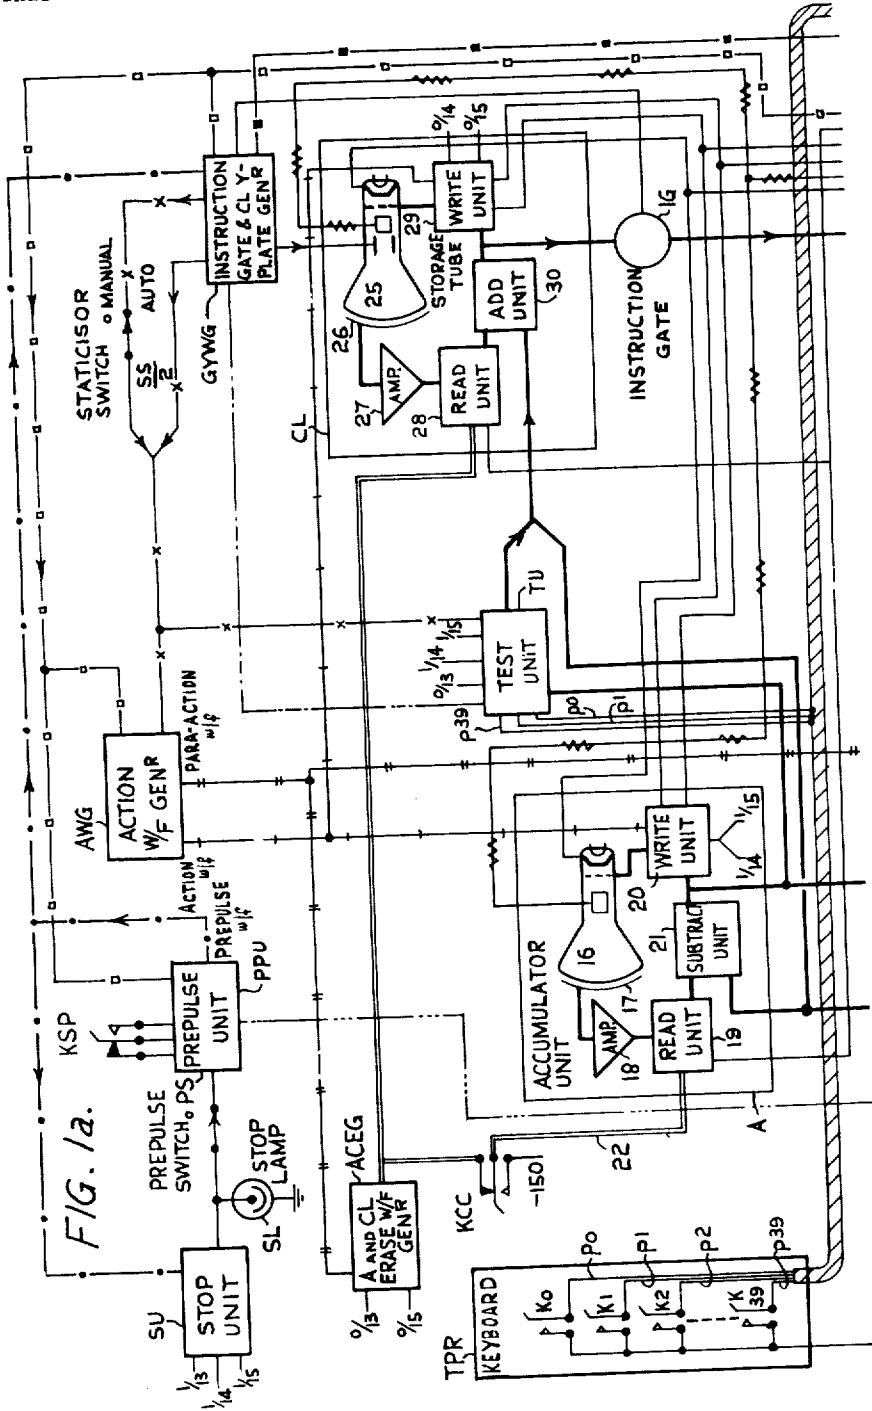 FIG. 1a.
SU
STOP
UNIT
1/13
1/14
1/15
SL
STOP
LAMP
PREPULSE
SWITCH, PS
KSP
PREPULSE
UNIT
PPU
PREPULSE
w/f
ACTION
w/f
AWG
ACTION
W/F GENR
PARA-ACTION
w/f
STATICISOR
SWITCH
MANUAL
AUTO
SS/2
GYWG
INSTRUCTION
GATE & CL Y-
PLATE GENR
CL
25
26
27
AMP.
28
READ
UNIT
STORAGE
TUBE
29
WRITE
UNIT
0/14
0/15
ADD
UNIT
30
INSTRUCTION
GATE
IG
TEST
UNIT
TU
0/13
1/14
1/15
P39
P0
P1
ACCUMULATOR
UNIT
16
17
AMP.
18
READ
UNIT
19
20
WRITE
UNIT
1/14
1/15
21
SUBTRACT
UNIT
22
A
ACEG
A AND CL
ERASE W/F
GENR
0/13
0/15
KCC
-150
TPR
KEYBOARD
K0
K1
K2
K
39
P0
P1
P2
P39